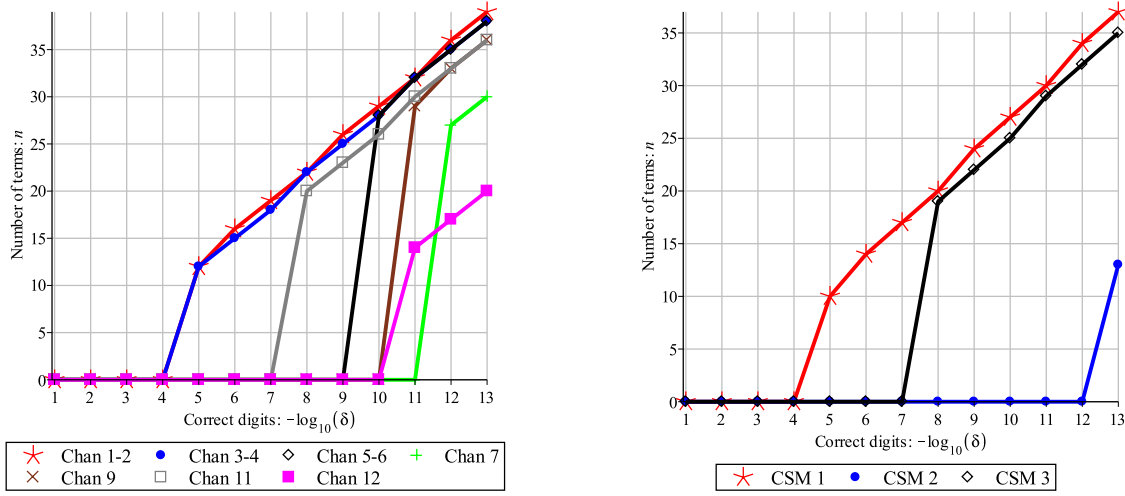 Number of terms: n
35
30
25
20
15
10
5
0
1 2 3 4 5 6 7 8 9 10 11 12 13
Correct digits: −log₁₀(δ)
Chan 1-2 Chan 3-4 Chan 5-6 Chan 7
Chan 9 Chan 11 Chan 12
Number of terms: n
35
30
25
20
15
10
5
0
1 2 3 4 5 6 7 8 9 10 11 12 13
Correct digits: −log₁₀(δ)
CSM 1 CSM 2 CSM 3